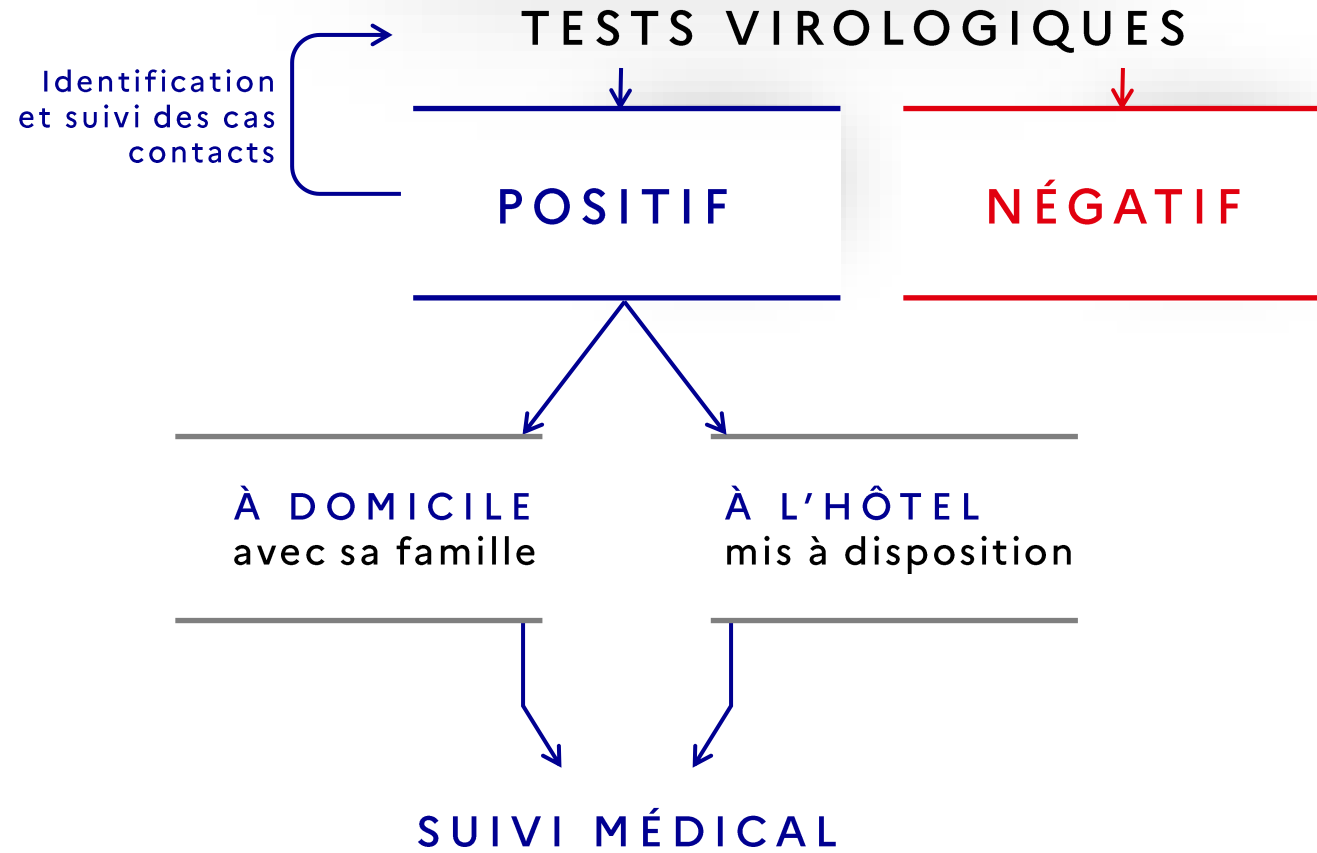 TESTS VIROLOGIQUES
Identification
et suivi des cas
contacts
POSITIF
NÉGATIF
À DOMICILE
avec sa famille
À L'HÔTEL
mis à disposition
SUIVI MÉDICAL